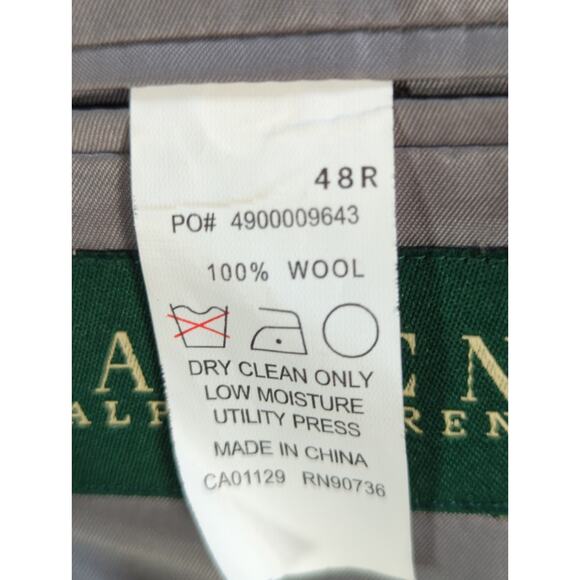 48R
PO# 4900009643
100% WOOL
DRY CLEAN ONLY
LOW MOISTURE
UTILITY PRESS
MADE IN CHINA
CA01129 RN90736